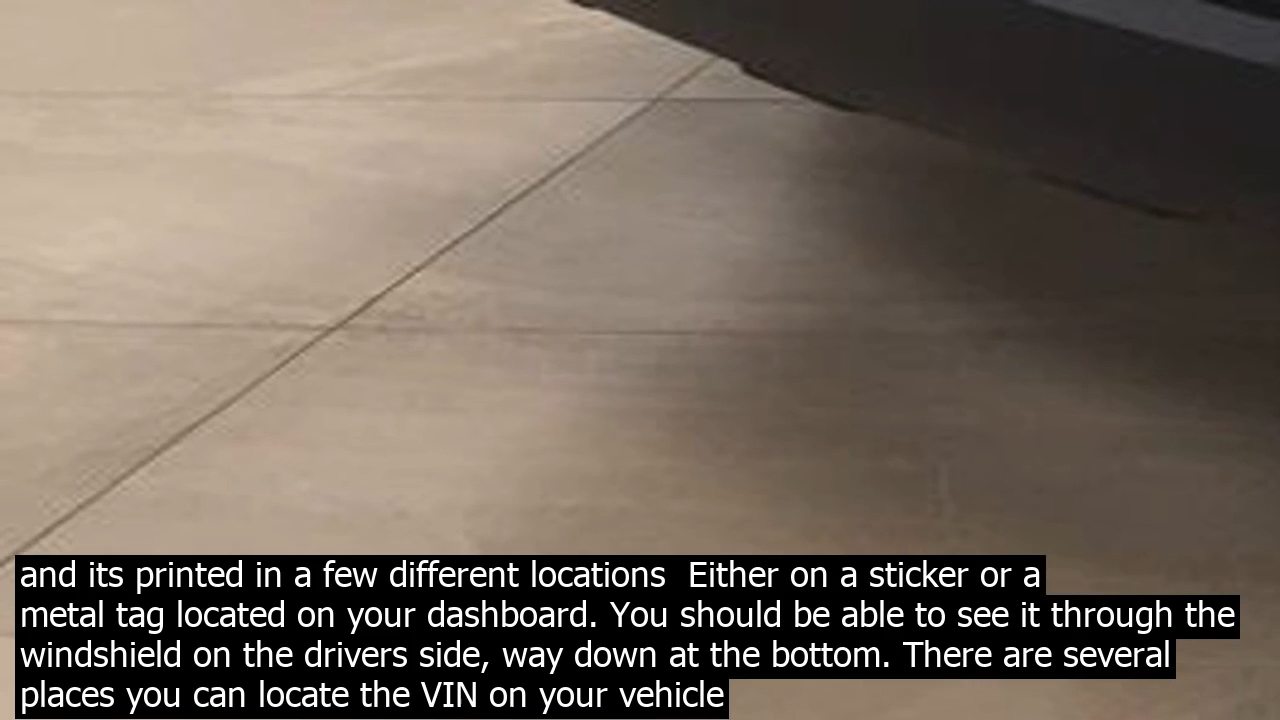 and its printed in a few different locations  Either on a sticker or a
metal tag located on your dashboard. You should be able to see it through the
windshield on the drivers side, way down at the bottom. There are several
places you can locate the VIN on your vehicle